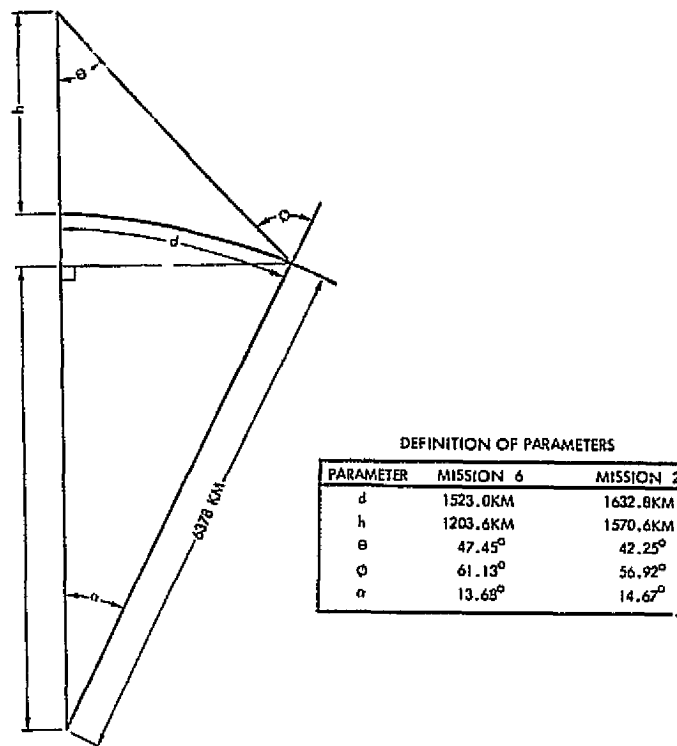 θ
h
φ
d
6378 KM
α
DEFINITION OF PARAMETERS
PARAMETER MISSION 6 MISSION 2
d 1523.0KM 1632.8KM
h 1203.6KM 1570.6KM
θ 47.45° 42.25°
φ 61.13° 56.92°
α 13.68° 14.67°